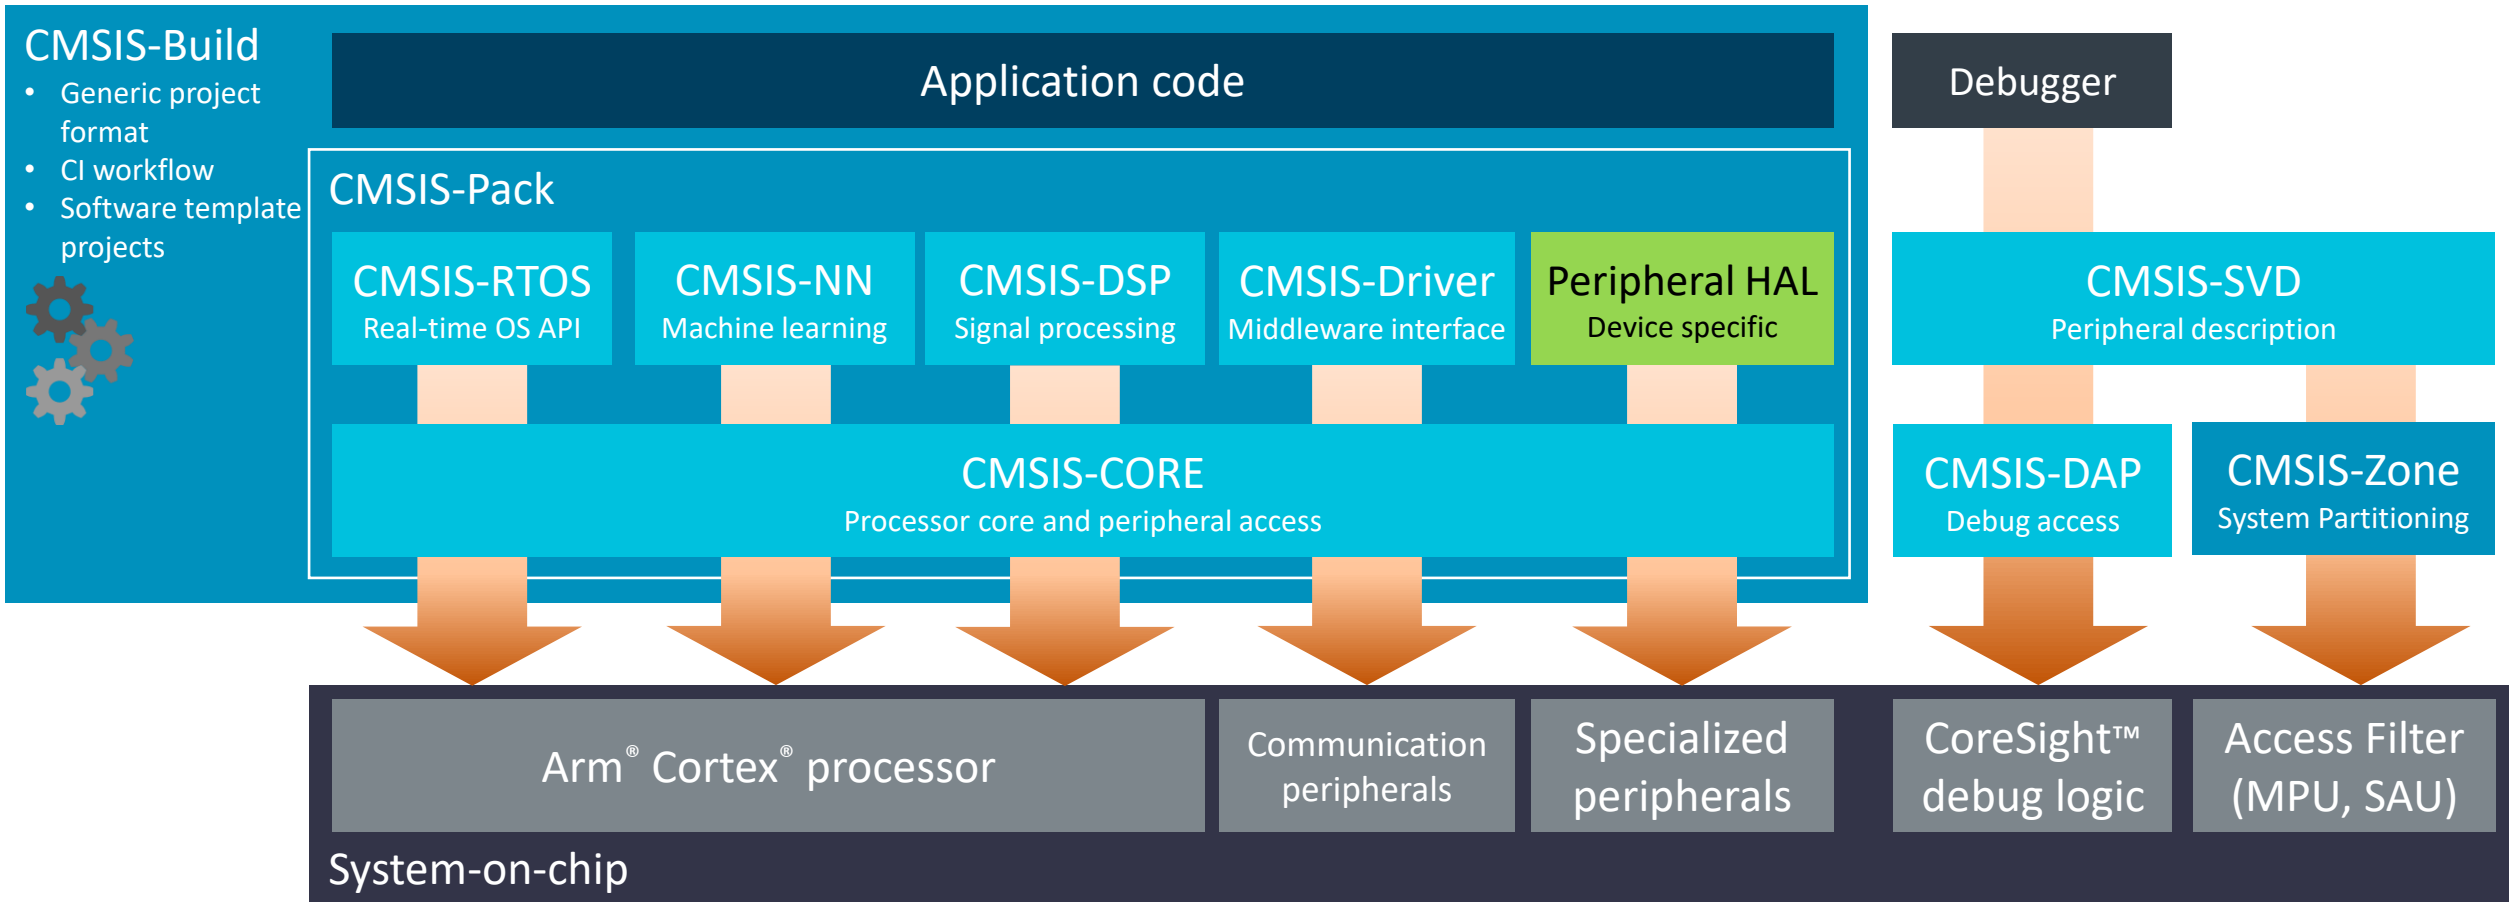 CMSIS-Build
• Generic project
format
• CI workflow
• Software template
projects
Application code
Debugger
CMSIS-Pack
CMSIS-RTOS
Real-time OS API
CMSIS-NN
Machine learning
CMSIS-DSP
Signal processing
CMSIS-Driver
Middleware interface
Peripheral HAL
Device specific
CMSIS-SVD
Peripheral description
CMSIS-CORE
Processor core and peripheral access
CMSIS-DAP
Debug access
CMSIS-Zone
System Partitioning
Arm® Cortex® processor
Communication
peripherals
Specialized
peripherals
CoreSight™
debug logic
Access Filter
(MPU, SAU)
System-on-chip